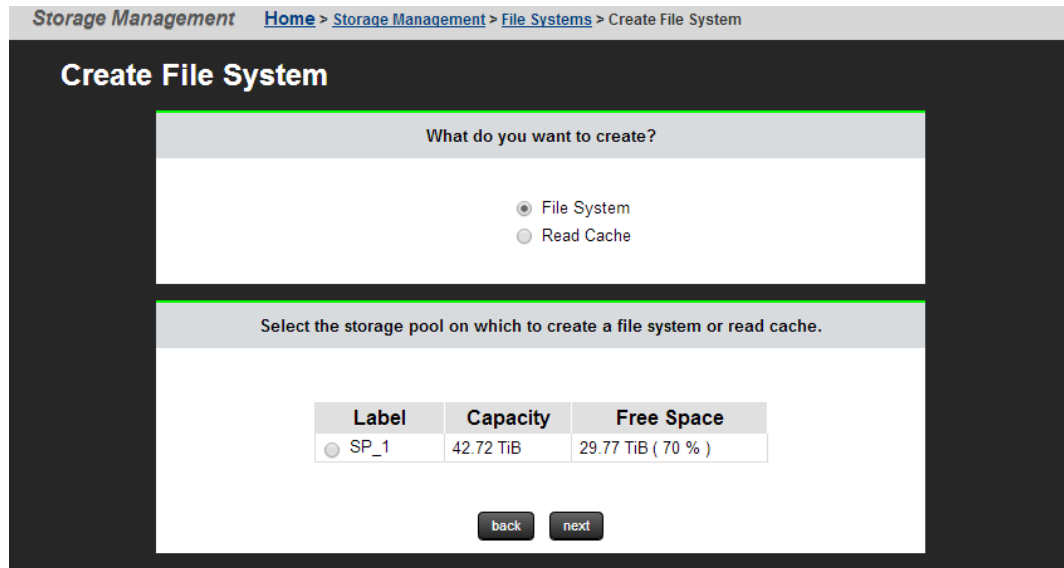 Storage Management Home > Storage Management > File Systems > Create File System
Create File System
What do you want to create?
File System
Read Cache
Select the storage pool on which to create a file system or read cache.
Label Capacity Free Space
SP_1 42.72 TiB 29.77 TiB ( 70 % )
back next